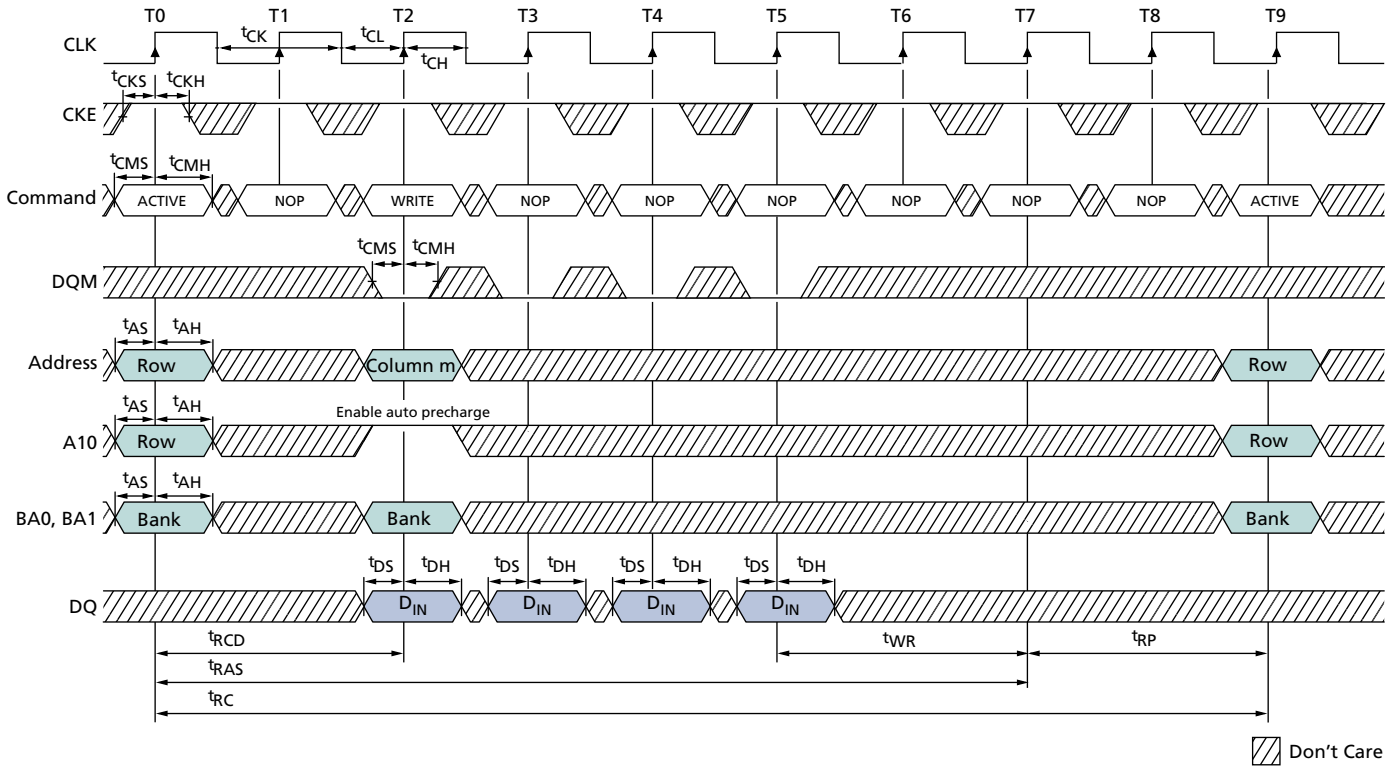 T0 T1 T2 T3 T4 T5 T6 T7 T8 T9
CLK
tCK tCL
tCH
tCKS tCKH
CKE
tCMS tCMH
Command ACTIVE NOP WRITE NOP NOP NOP NOP NOP NOP ACTIVE
tCMS tCMH
DQM
tAS tAH
Address Row Column m Row
tAS tAH Enable auto precharge
A10 Row Row
tAS tAH
BA0, BA1 Bank Bank Bank
tDS tDH tDS tDH tDS tDH tDS tDH
DQ DIN DIN DIN DIN
tRCD tWR tRP
tRAS
tRC
Don't Care